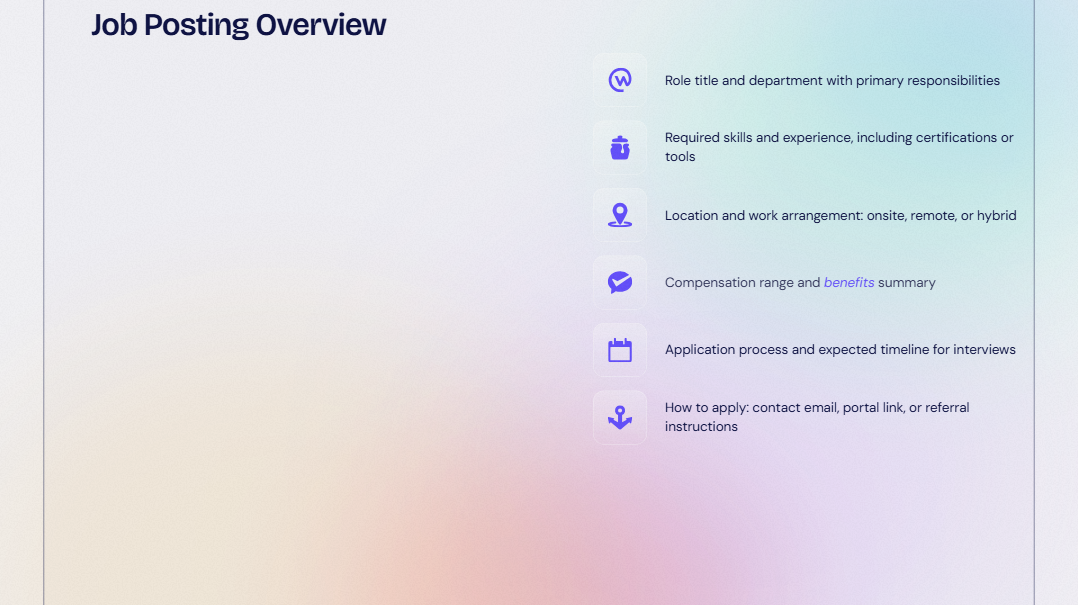 Job Posting Overview
Role title and department with primary responsibilities
Required skills and experience, including certifications or
tools
Location and work arrangement: onsite, remote, or hybrid
Compensation range and benefits summary
Application process and expected timeline for interviews
How to apply: contact email, portal link, or referral
instructions